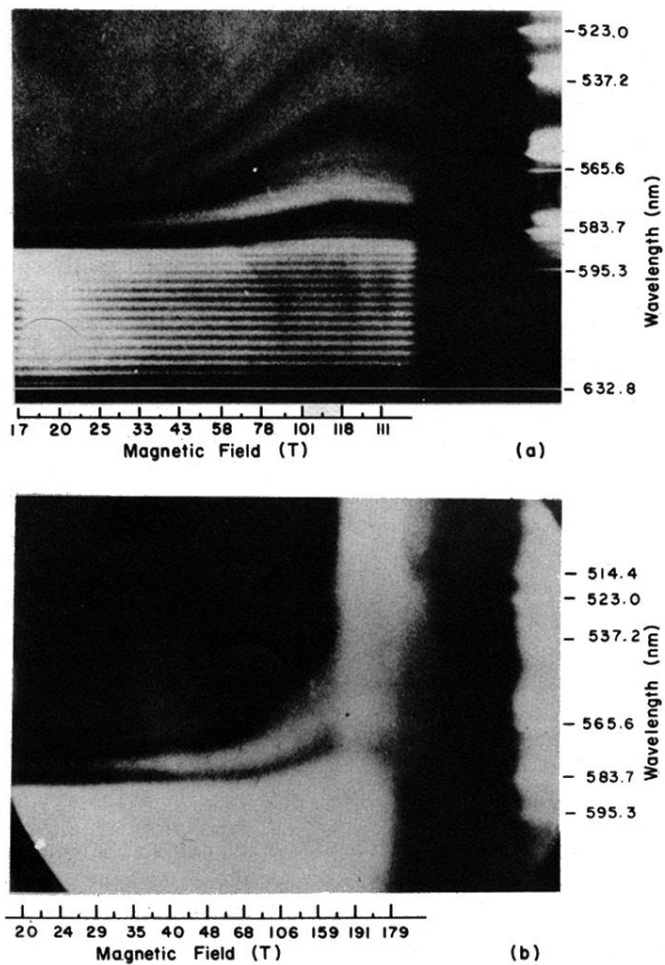 523.0
537.2
565.6
583.7
595.3
632.8
Wavelength (nm)
17 20 25 33 43 58 78 101 118 111
Magnetic Field (T)
(a)
514.4
523.0
537.2
565.6
583.7
595.3
Wavelength (nm)
20 24 29 35 40 48 68 106 159 191 179
Magnetic Field (T)
(b)